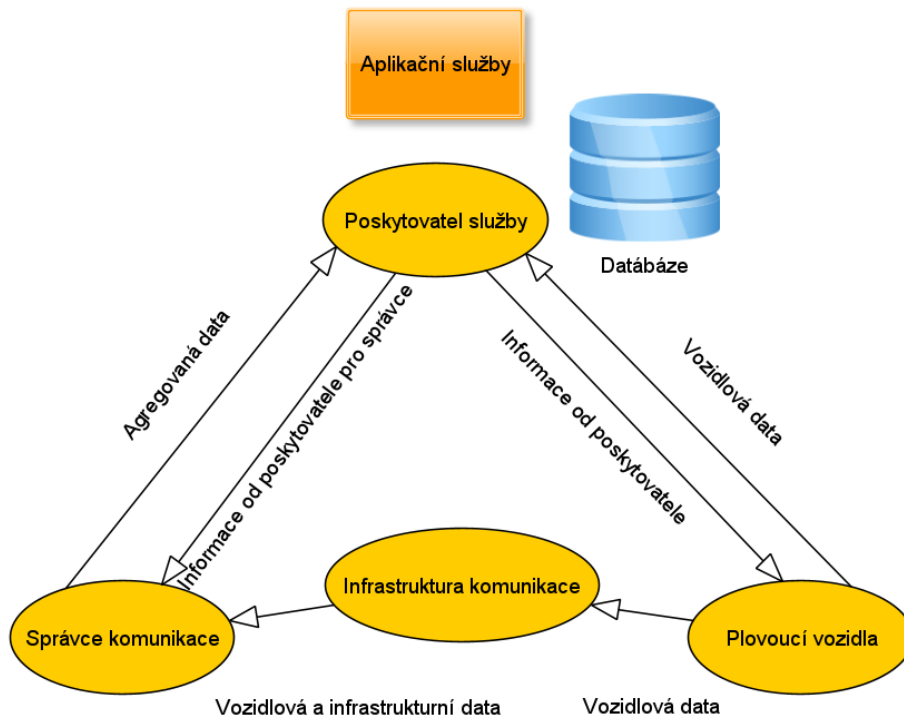 Aplikační služby
Poskytovatel služby
Datábáze
Agregovaná data
Informace od poskytovatele pro správce
Informace od poskytovatele
Vozidlová data
Infrastruktura komunikace
Správce komunikace
Plovoucí vozidla
Vozidlová a infrastrukturní data
Vozidlová data